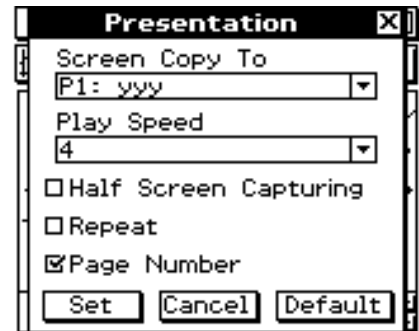 Presentation
Screen Copy To
P1: yyy
Play Speed
4
Half Screen Capturing
Repeat
Page Number
Set Cancel Default